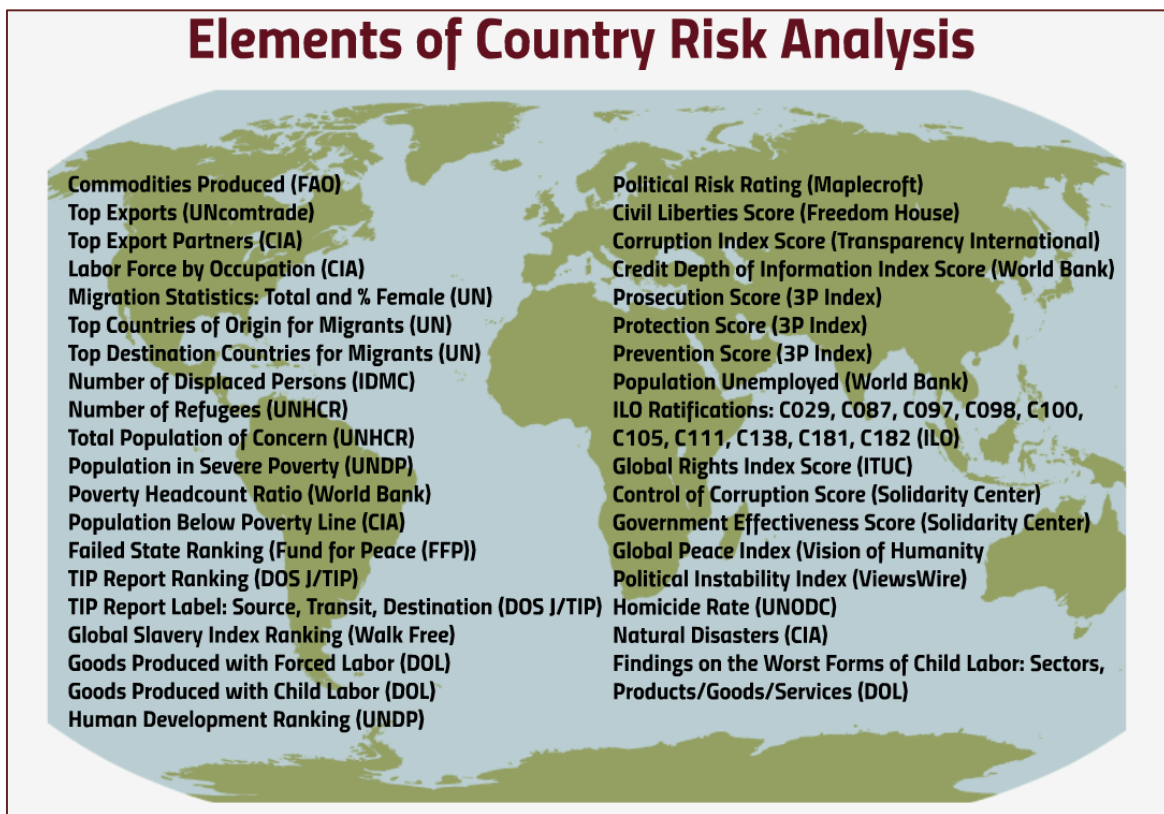 Elements of Country Risk Analysis
Commodities Produced (FAO)
Top Exports (UNcomtrade)
Top Export Partners (CIA)
Labor Force by Occupation (CIA)
Migration Statistics: Total and % Female (UN)
Top Countries of Origin for Migrants (UN)
Top Destination Countries for Migrants (UN)
Number of Displaced Persons (IDMC)
Number of Refugees (UNHCR)
Total Population of Concern (UNHCR)
Population in Severe Poverty (UNDP)
Poverty Headcount Ratio (World Bank)
Population Below Poverty Line (CIA)
Failed State Ranking (Fund for Peace (FFP))
TIP Report Ranking (DOS J/TIP)
TIP Report Label: Source, Transit, Destination (DOS J/TIP)
Global Slavery Index Ranking (Walk Free)
Goods Produced with Forced Labor (DOL)
Goods Produced with Child Labor (DOL)
Human Development Ranking (UNDP)
Political Risk Rating (Maplecroft)
Civil Liberties Score (Freedom House)
Corruption Index Score (Transparency International)
Credit Depth of Information Index Score (World Bank)
Prosecution Score (3P Index)
Protection Score (3P Index)
Prevention Score (3P Index)
Population Unemployed (World Bank)
ILO Ratifications: C029, C087, C097, C098, C100,
C105, C111, C138, C181, C182 (ILO)
Global Rights Index Score (ITUC)
Control of Corruption Score (Solidarity Center)
Government Effectiveness Score (Solidarity Center)
Global Peace Index (Vision of Humanity
Political Instability Index (ViewsWire)
Homicide Rate (UNODC)
Natural Disasters (CIA)
Findings on the Worst Forms of Child Labor: Sectors,
Products/Goods/Services (DOL)